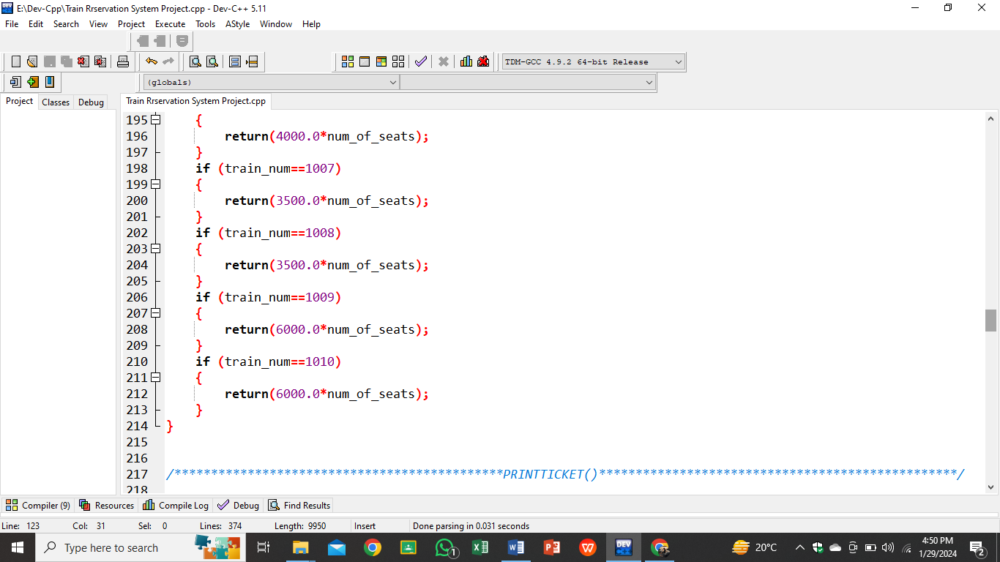 E:\Dev-Cpp\Train Rrservation System Project.cpp - Dev-C++ 5.11
File Edit Search View Project Execute Tools AStyle Window Help
TDM-GCC 4.9.2 64-bit Release
(globals)
Project Classes Debug
Train Rrservation System Project.cpp
195 {
196 return(4000.0*num_of_seats);
197 }
198 if (train_num==1007)
199 {
200 return(3500.0*num_of_seats);
201 }
202 if (train_num==1008)
203 {
204 return(3500.0*num_of_seats);
205 }
206 if (train_num==1009)
207 {
208 return(6000.0*num_of_seats);
209 }
210 if (train_num==1010)
211 {
212 return(6000.0*num_of_seats);
213 }
214 }
215
216
217 /*********************************************PRINTTICKET()*************************************************/
218
Compiler (9) Resources Compile Log Debug Find Results
Line: 123 Col: 31 Sel: 0 Lines: 374 Length: 9950 Insert Done parsing in 0.031 seconds
Type here to search 1 DEV 20°C 4:50 PM
1/29/2024 2